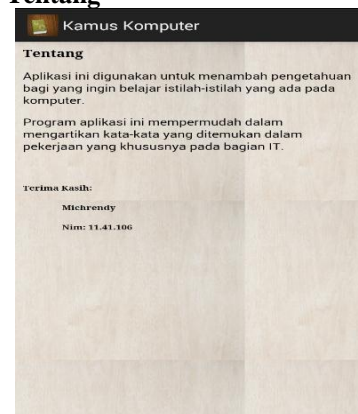 Tentang
Kamus Komputer
Tentang
Aplikasi ini digunakan untuk menambah pengetahuan
bagi yang ingin belajar istilah-istilah yang ada pada
komputer.
Program aplikasi ini mempermudah dalam
mengartikan kata-kata yang ditemukan dalam
pekerjaan yang khususnya pada bagian IT.
Terima Kasih:
Michrendy
Nim: 11.41.106